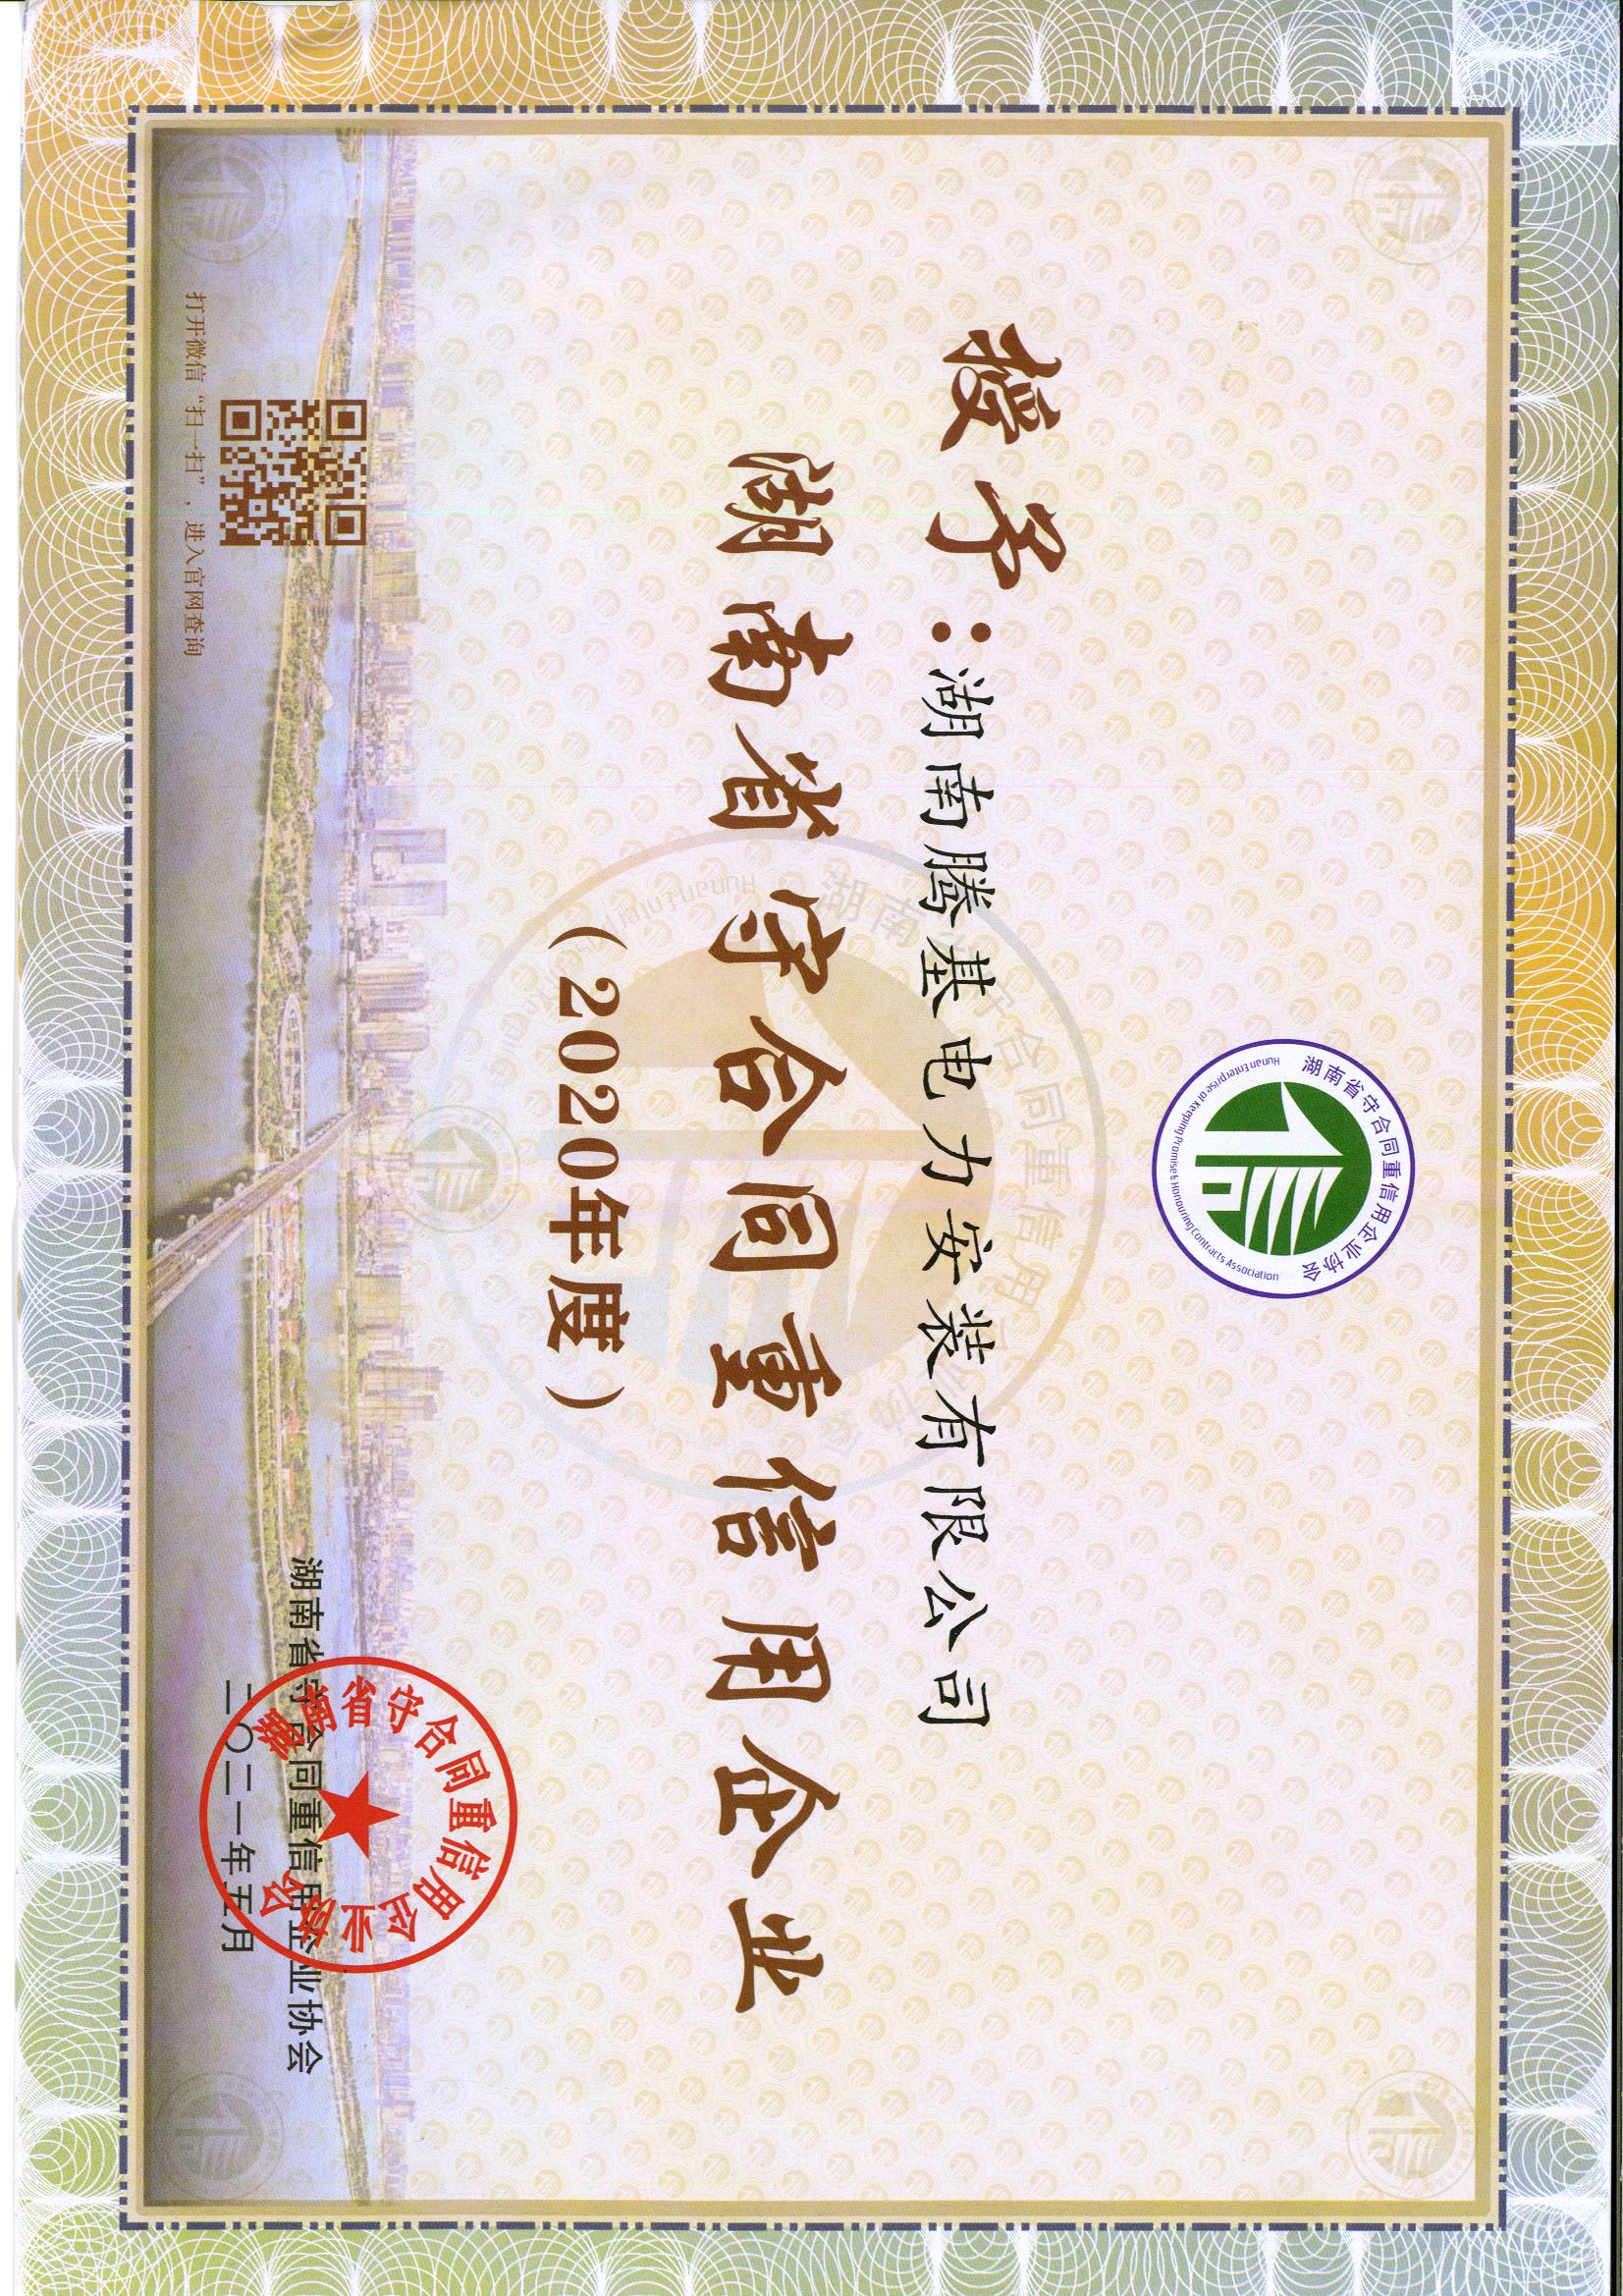 湖南省守合同重信用企业协会
Hunan Enterprise of Keeping Promise & Honouring Contracts Association
授予：湖南腾基电力安装有限公司
湖南省守合同重信用企业
（2020年度）
打开微信“扫一扫”，进入官网查询
湖南省守合同重信用企业协会
二〇二一年五月
湖南省守合同重信用企业协会